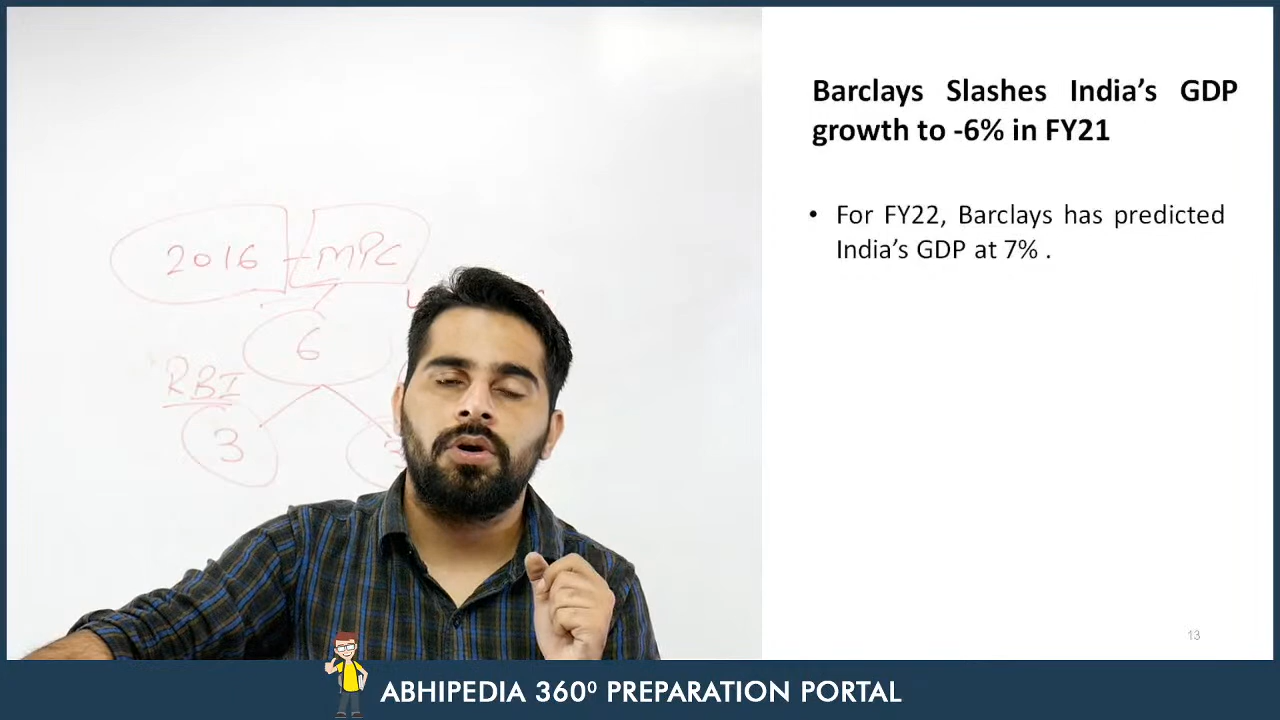 Barclays Slashes India's GDP
growth to -6% in FY21
• For FY22, Barclays has predicted
India's GDP at 7% .
2016 - MPC
6
RBI
3
13
ABHIPEDIA 360⁰ PREPARATION PORTAL